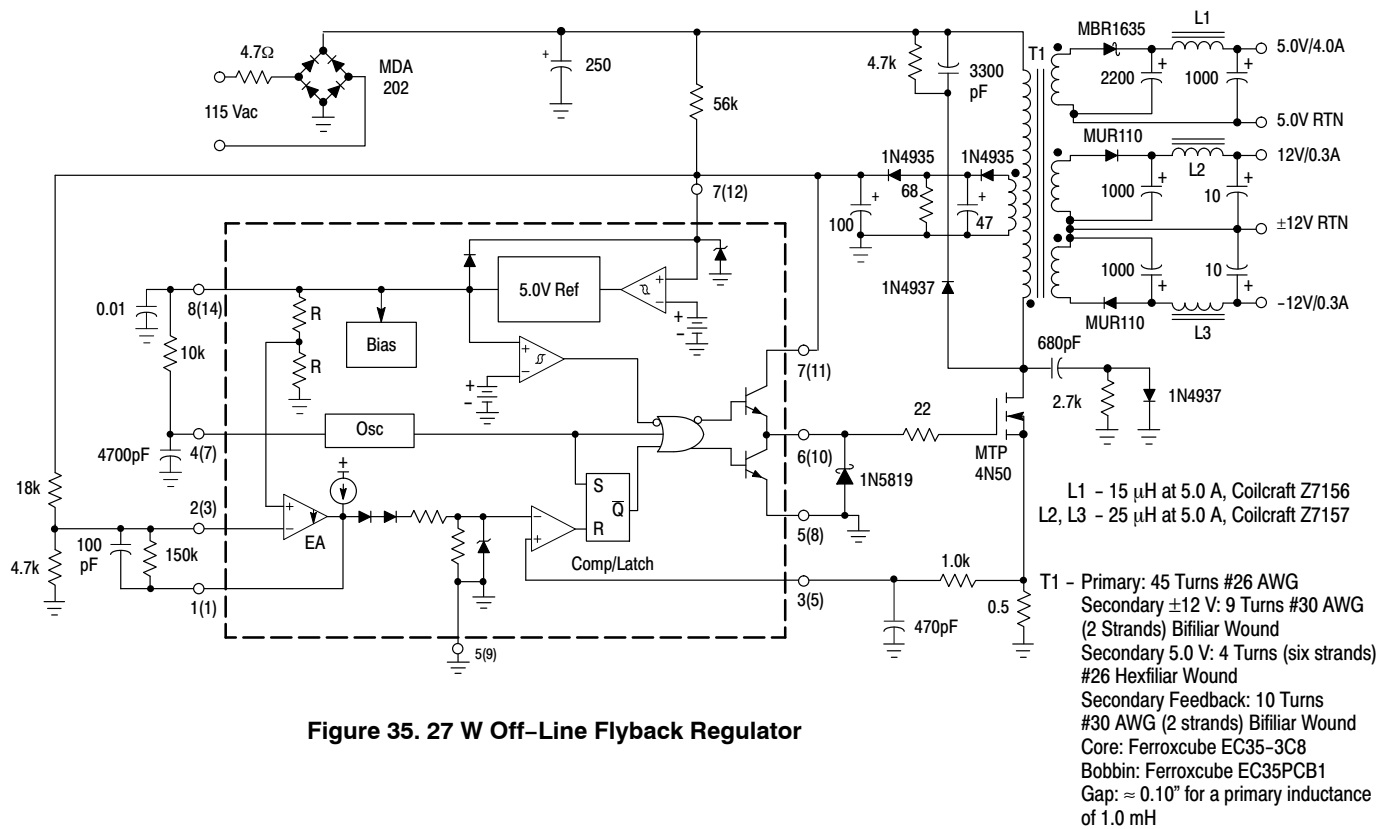 4.7Ω
MDA
202
115 Vac
+
250
56k
4.7k
3300
pF
T1
MBR1635
L1
5.0V/4.0A
+
2200
+
1000
5.0V RTN
MUR110
12V/0.3A
L2
+
1000
+
10
±12V RTN
+
1000
+
10
MUR110
L3
−12V/0.3A
1N4935
1N4935
68
+
100
+
47
7(12)
1N4937
680pF
2.7k
1N4937
0.01
8(14)
R
R
5.0V Ref
+
−
+
−
Bias
10k
+
−
+
−
7(11)
4700pF
4(7)
Osc
22
MTP
4N50
6(10)
1N5819
5(8)
18k
2(3)
+
−
EA
+
S
Q
R
−
+
Comp/Latch
100
pF
150k
4.7k
1(1)
1.0k
3(5)
470pF
0.5
5(9)
L1 − 15 μH at 5.0 A, Coilcraft Z7156
L2, L3 − 25 μH at 5.0 A, Coilcraft Z7157
T1 − Primary: 45 Turns #26 AWG
Secondary ±12 V: 9 Turns #30 AWG
(2 Strands) Bifiliar Wound
Secondary 5.0 V: 4 Turns (six strands)
#26 Hexfiliar Wound
Secondary Feedback: 10 Turns
#30 AWG (2 strands) Bifiliar Wound
Core: Ferroxcube EC35−3C8
Bobbin: Ferroxcube EC35PCB1
Gap: ≈ 0.10" for a primary inductance
of 1.0 mH
Figure 35. 27 W Off−Line Flyback Regulator